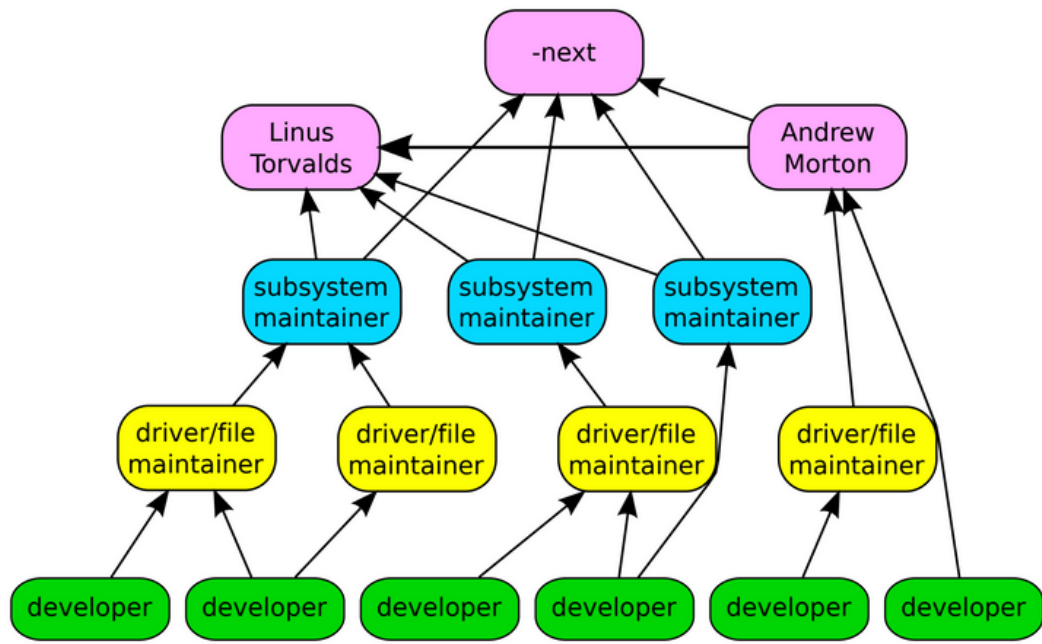 -next
Linus
Torvalds
Andrew
Morton
subsystem
maintainer
subsystem
maintainer
subsystem
maintainer
driver/file
maintainer
driver/file
maintainer
driver/file
maintainer
driver/file
maintainer
developer
developer
developer
developer
developer
developer